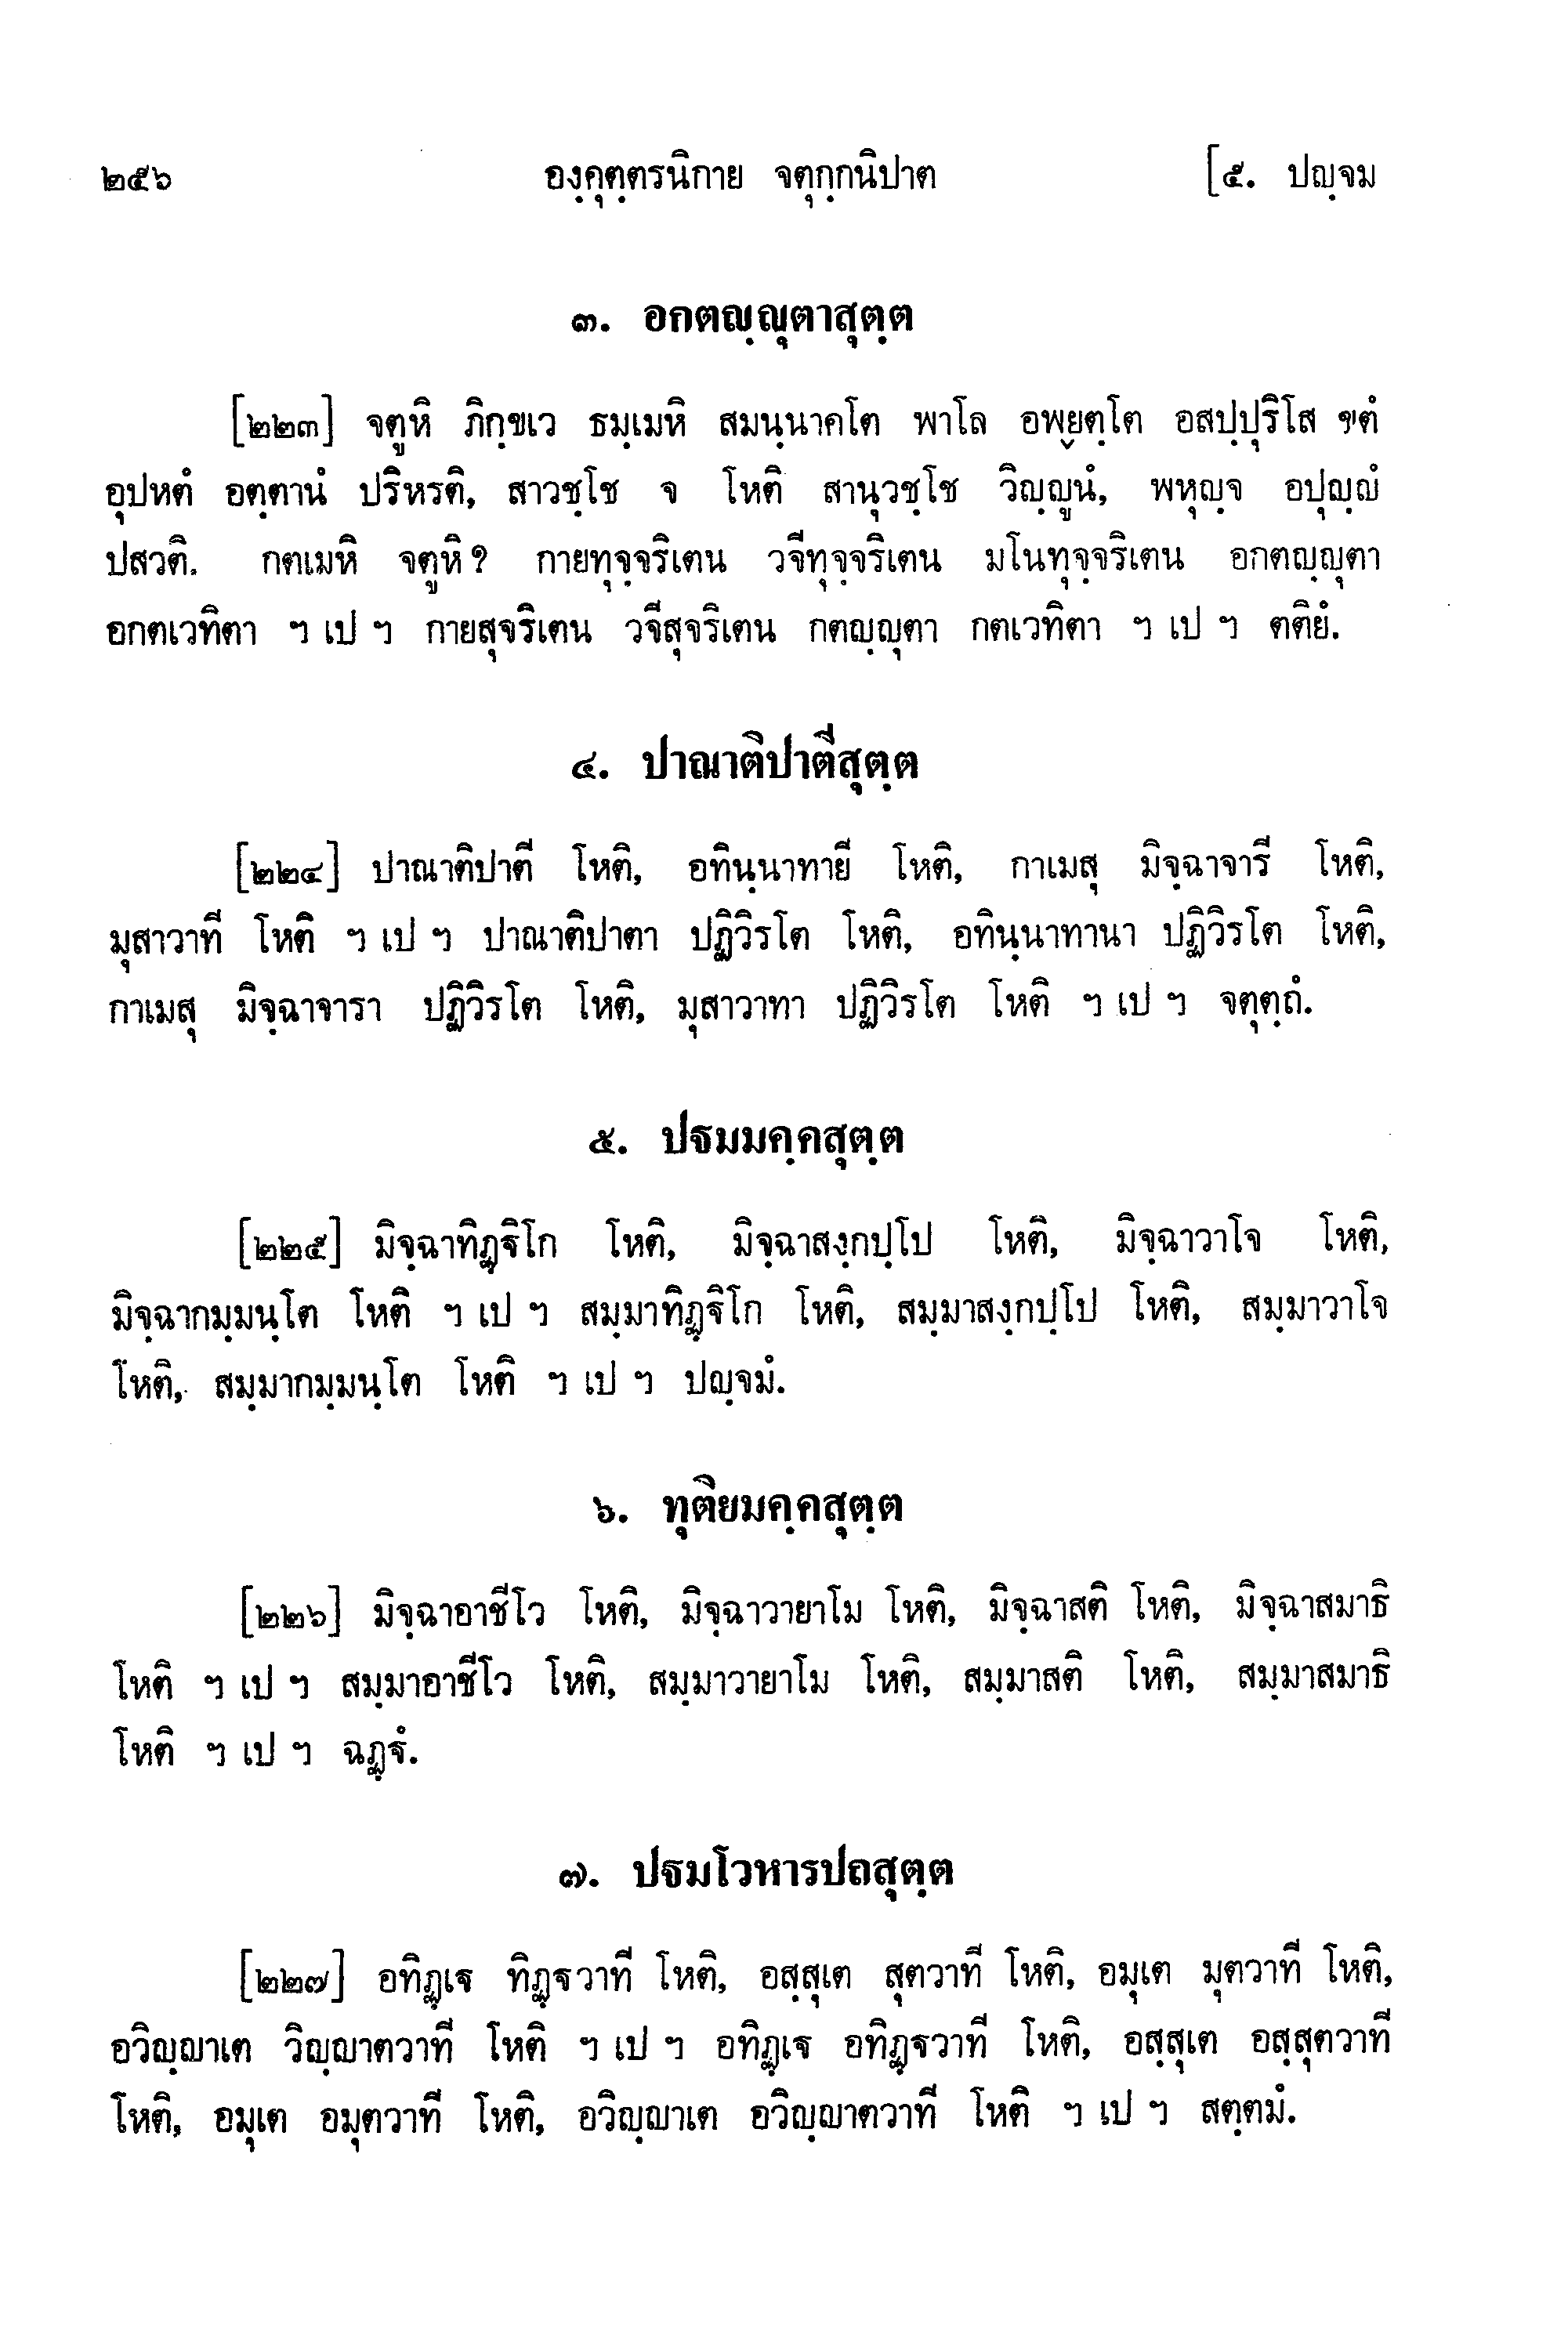 ๒๕๖ องฺคุตฺตรนิกาย จตุกฺกนิปาต [๕. ปญฺจม
๓. อกตญฺญุตาสุตฺต
[๒๒๓] จตูหิ ภิกฺขเว ธมฺเมหิ สมนฺนาคโต พาโล อพฺยตฺโต อสปฺปุริโส ขตํ
อุปหตํ อตฺตานํ ปริหรติ, สาวชฺโช จ โหติ สานุวชฺโช วิญฺญูนํ, พหุญฺจ อปุญฺญํ
ปสวติ. กตเมหิ จตูหิ? กายทุจฺจริเตน วจีทุจฺจริเตน มโนทุจฺจริเตน อกตญฺญุตา
อกตเวทิตา ฯ เป ฯ กายสุจริเตน วจีสุจริเตน กตญฺญุตา กตเวทิตา ฯ เป ฯ ตติยํ.
๔. ปาณาติปาตีสุตฺต
[๒๒๔] ปาณาติปาตี โหติ, อทินฺนาทายี โหติ, กาเมสุ มิจฺฉาจารี โหติ,
มุสาวาที โหติ ฯ เป ฯ ปาณาติปาตา ปฏิวิรโต โหติ, อทินฺนาทานา ปฏิวิรโต โหติ,
กาเมสุ มิจฺฉาจารา ปฏิวิรโต โหติ, มุสาวาทา ปฏิวิรโต โหติ ฯ เป ฯ จตุตฺถํ.
๕. ปฐมมคฺคสุตฺต
[๒๒๕] มิจฺฉาทิฏฺฐิโก โหติ, มิจฺฉาสงฺกปฺโป โหติ, มิจฺฉาวาโจ โหติ,
มิจฺฉากมฺมนฺโต โหติ ฯ เป ฯ สมฺมาทิฏฺฐิโก โหติ, สมฺมาสงฺกปฺโป โหติ, สมฺมาวาโจ
โหติ, สมฺมากมฺมนฺโต โหติ ฯ เป ฯ ปญฺจมํ.
๖. ทุติยมคฺคสุตฺต
[๒๒๖] มิจฺฉาอาชีโว โหติ, มิจฺฉาวายาโม โหติ, มิจฺฉาสติ โหติ, มิจฺฉาสมาธิ
โหติ ฯ เป ฯ สมฺมาอาชีโว โหติ, สมฺมาวายาโม โหติ, สมฺมาสติ โหติ, สมฺมาสมาธิ
โหติ ฯ เป ฯ ฉฏฺฐํ.
๗. ปฐมโวหารปถสุตฺต
[๒๒๗] อทิฏฺเฐ ทิฏฺฐวาที โหติ, อสฺสุเต สุตวาที โหติ, อมุเต มุตวาที โหติ,
อวิญฺญาเต วิญฺญาตวาที โหติ ฯ เป ฯ อทิฏฺเฐ อทิฏฺฐวาที โหติ, อสฺสุเต อสฺสุตวาที
โหติ, อมุเต อมุตวาที โหติ, อวิญฺญาเต อวิญฺญาตวาที โหติ ฯ เป ฯ สตฺตมํ.